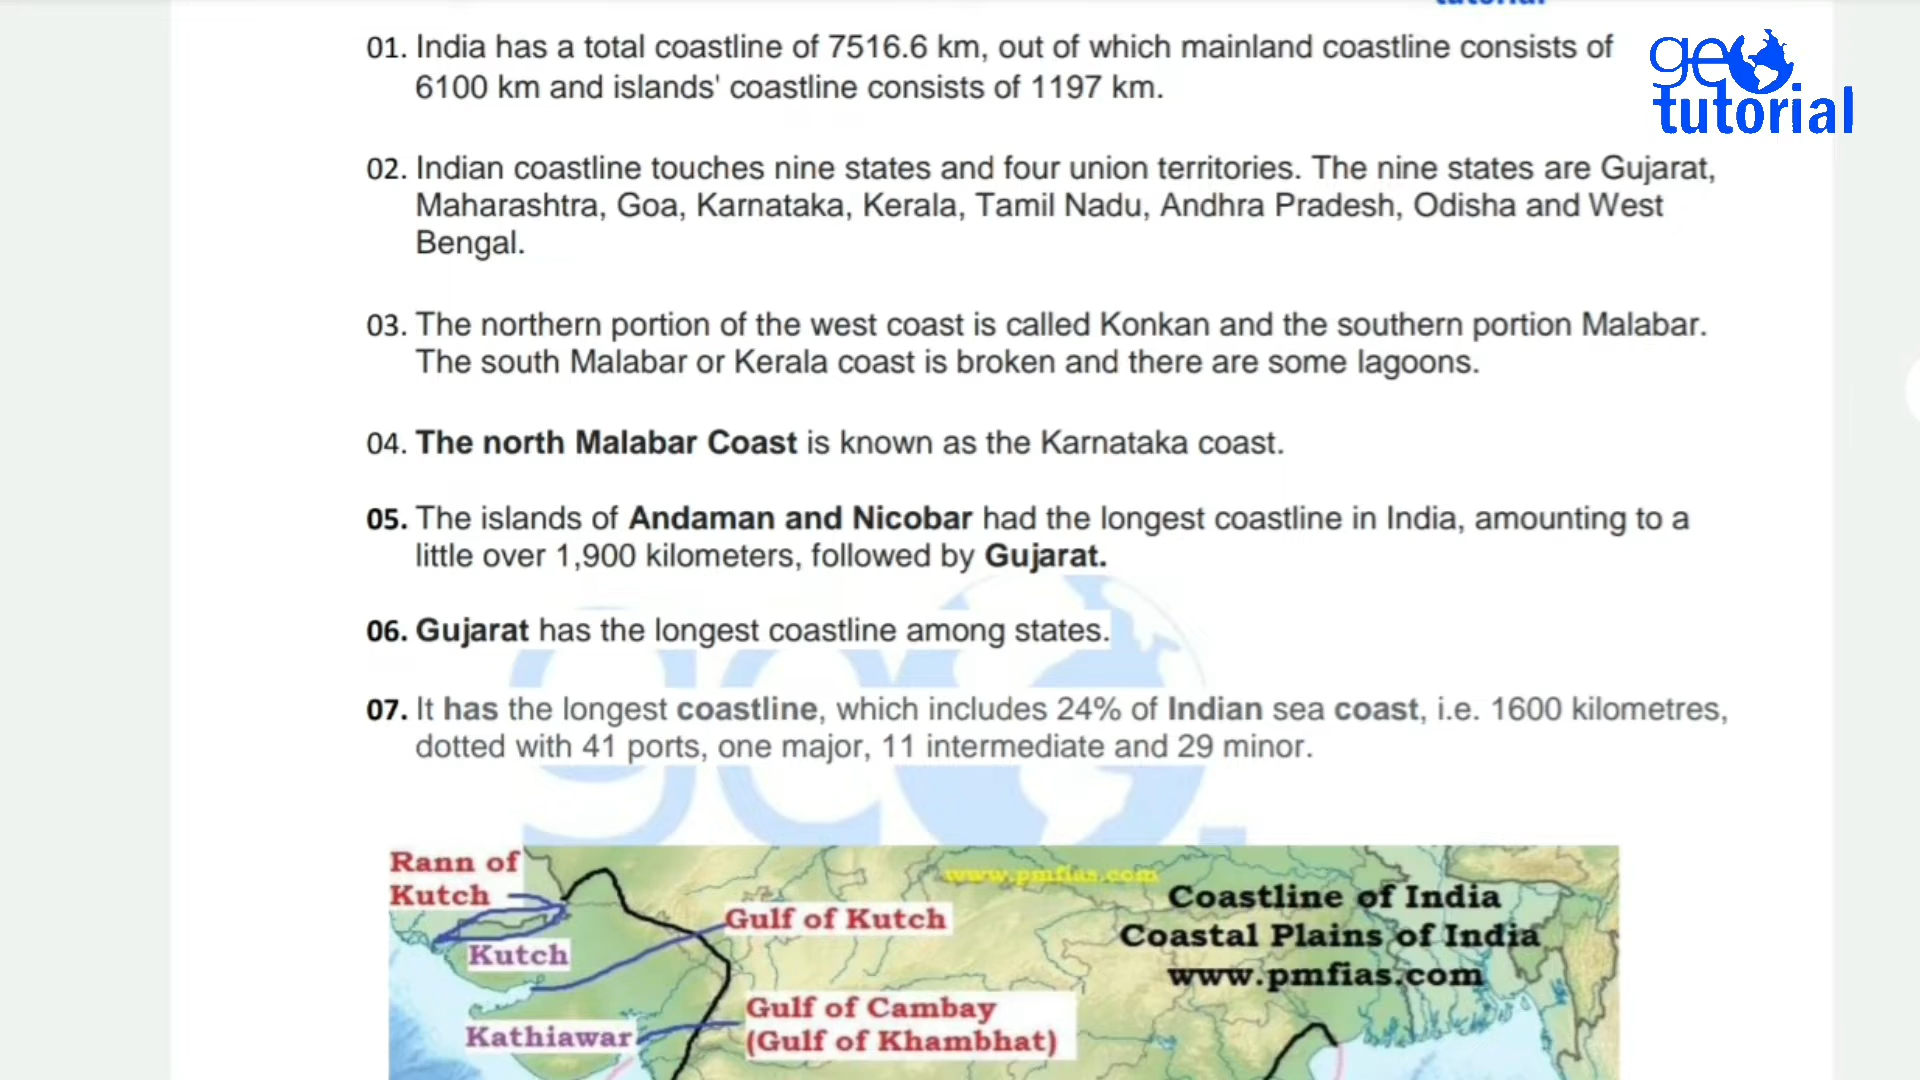 tutorial
geo
tutorial
01. India has a total coastline of 7516.6 km, out of which mainland coastline consists of
6100 km and islands' coastline consists of 1197 km.
02. Indian coastline touches nine states and four union territories. The nine states are Gujarat,
Maharashtra, Goa, Karnataka, Kerala, Tamil Nadu, Andhra Pradesh, Odisha and West
Bengal.
03. The northern portion of the west coast is called Konkan and the southern portion Malabar.
The south Malabar or Kerala coast is broken and there are some lagoons.
04. The north Malabar Coast is known as the Karnataka coast.
05. The islands of Andaman and Nicobar had the longest coastline in India, amounting to a
little over 1,900 kilometers, followed by Gujarat.
06. Gujarat has the longest coastline among states.
07. It has the longest coastline, which includes 24% of Indian sea coast, i.e. 1600 kilometres,
dotted with 41 ports, one major, 11 intermediate and 29 minor.
geo
Rann of
Kutch
www.pmfias.com
Coastline of India
Coastal Plains of India
www.pmfias.com
Gulf of Kutch
Kutch
Gulf of Cambay
(Gulf of Khambhat)
Kathiawar